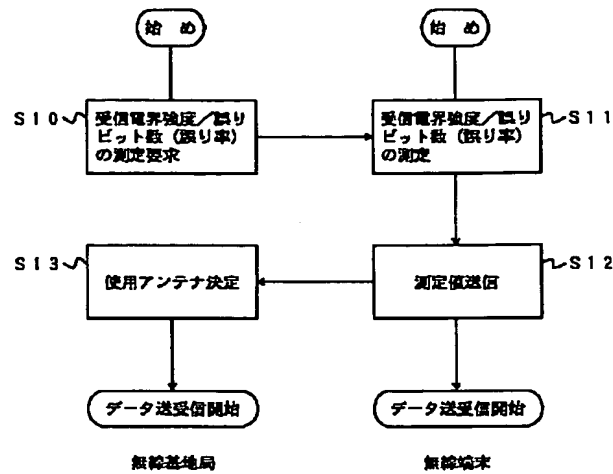 始め
始め
S10
受信電界強度/誤り
ビット数(誤り率)
の測定要求
受信電界強度/誤り
ビット数(誤り率)
の測定
S11
S13
使用アンテナ決定
測定値送信
S12
データ送受信開始
データ送受信開始
無線基地局
無線端末